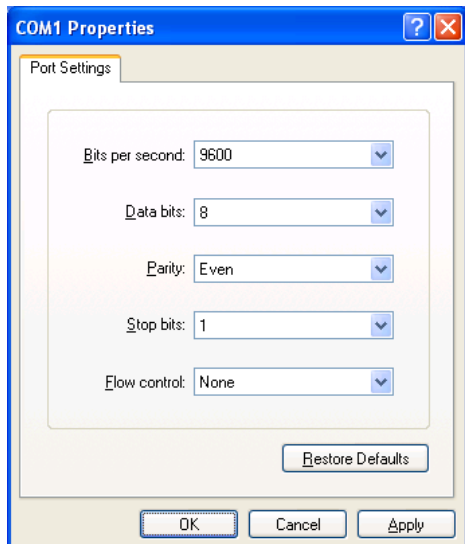 COM1 Properties
Port Settings
Bits per second: 9600
Data bits: 8
Parity: Even
Stop bits: 1
Flow control: None
Restore Defaults
OK Cancel Apply